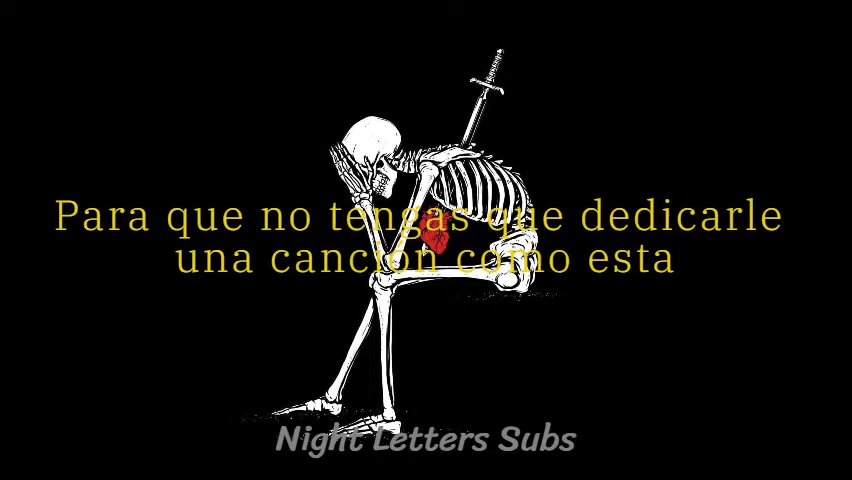 Para que no tengas que dedicarle
una canción como esta
Night Letters Subs